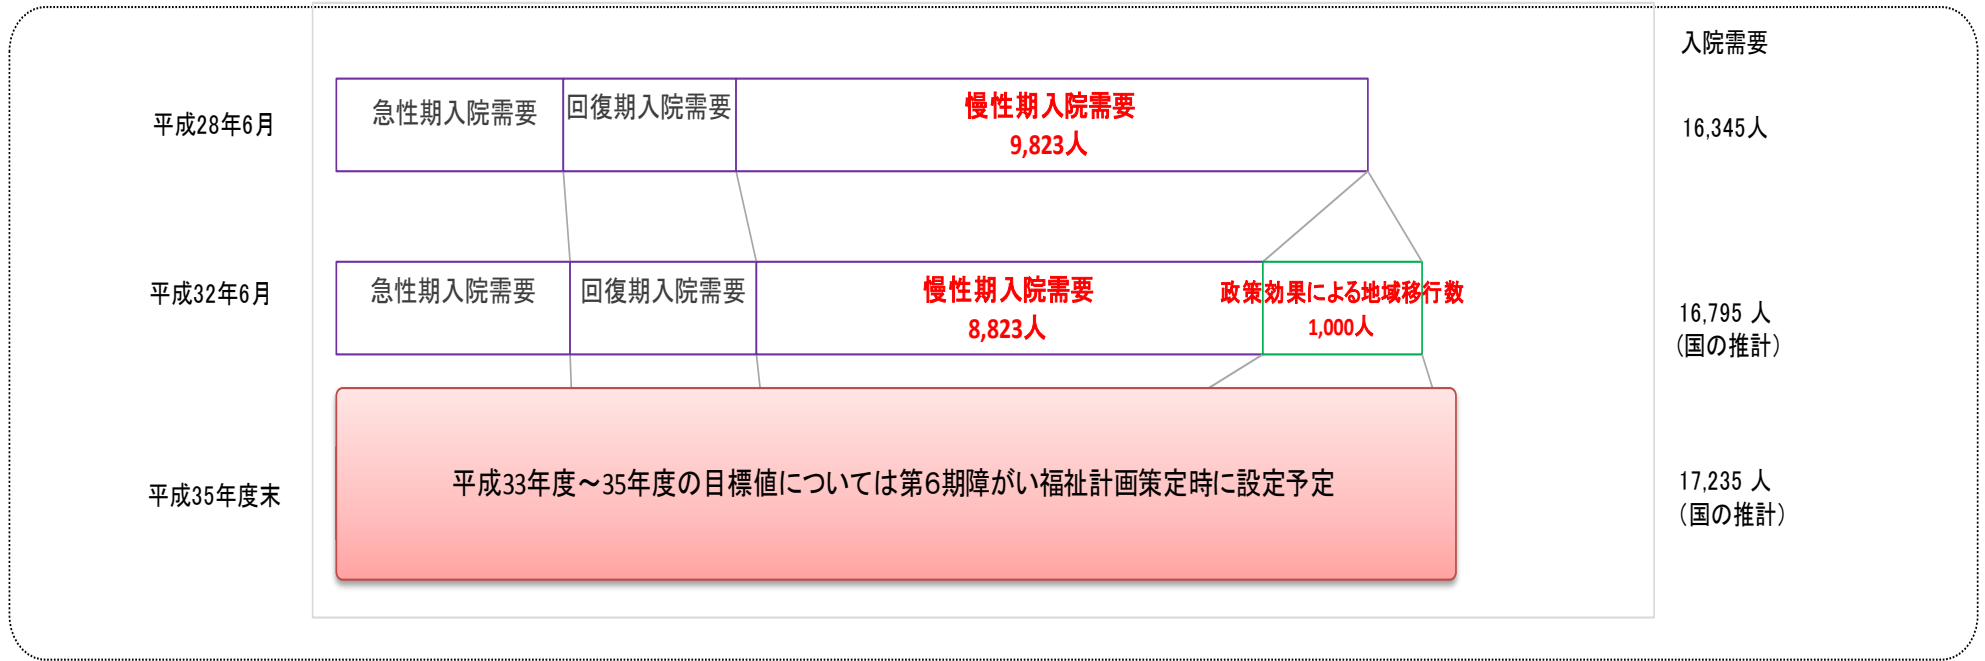 入院需要
平成28年6月
急性期入院需要
回復期入院需要
慢性期入院需要
9,823人
16,345人
平成32年6月
急性期入院需要
回復期入院需要
慢性期入院需要
8,823人
政策効果による地域移行数
1,000人
16,795 人
(国の推計)
平成35年度末
平成33年度～35年度の目標値については第6期障がい福祉計画策定時に設定予定
17,235 人
(国の推計)